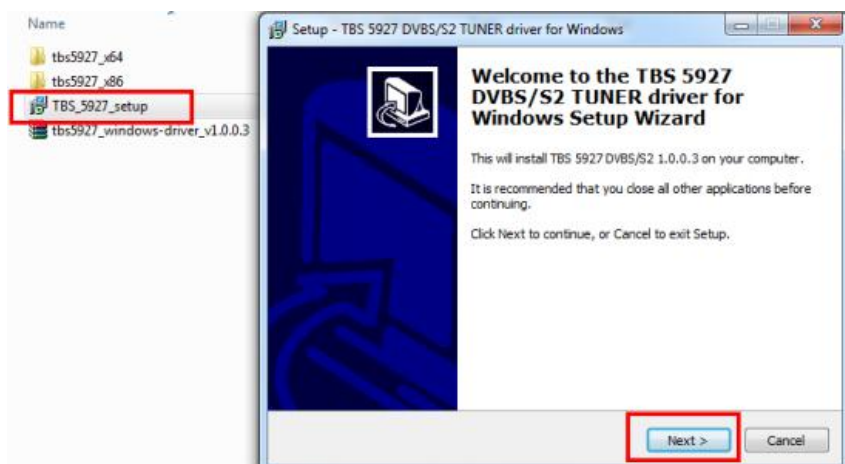 Name
tbs5927_x64
tbs5927_x86
TBS_5927_setup
tbs5927_windows-driver_v1.0.0.3
Setup - TBS 5927 DVBS/S2 TUNER driver for Windows
Welcome to the TBS 5927
DVBS/S2 TUNER driver for
Windows Setup Wizard
This will install TBS 5927 DVBS/S2 1.0.0.3 on your computer.
It is recommended that you close all other applications before
continuing.
Click Next to continue, or Cancel to exit Setup.
Next >
Cancel